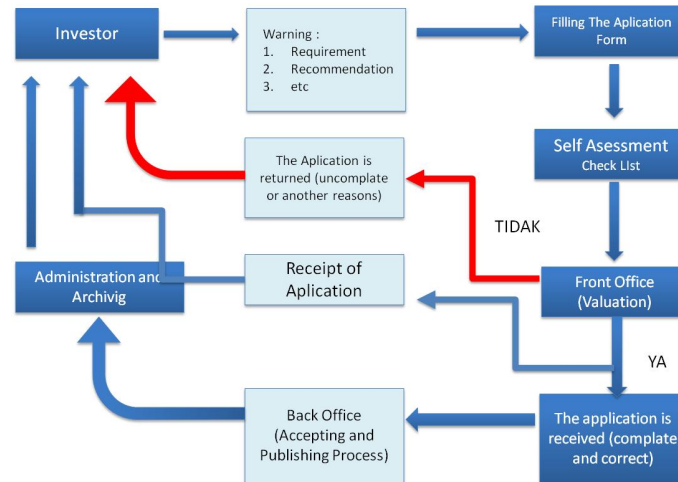 Investor
Warning :
1. Requirement
2. Recommendation
3. etc
Filling The Aplication
Form
Self Asessment
Check LIst
The Aplication is
returned (uncomplate
or another reasons)
TIDAK
Administration and
Archivig
Receipt of
Aplication
Front Office
(Valuation)
YA
Back Office
(Accepting and
Publishing Process)
The application is
received (complate
and correct)